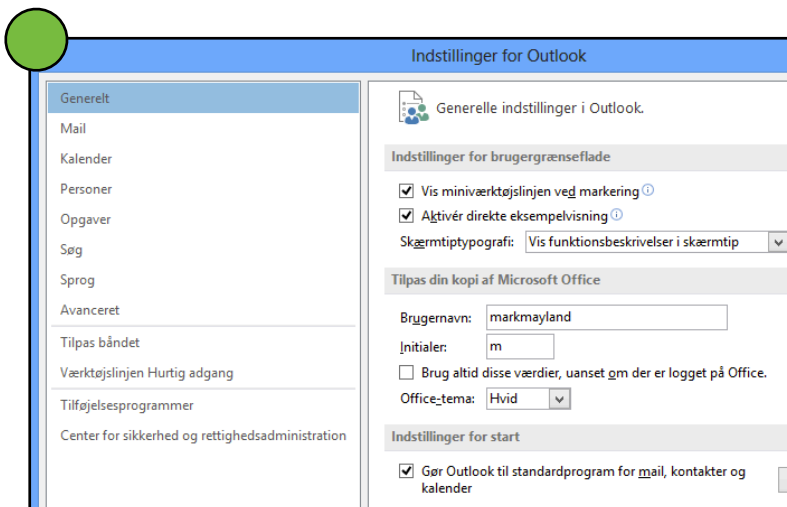 Indstillinger for Outlook
Generelt
Mail
Kalender
Personer
Opgaver
Søg
Sprog
Avanceret
Tilpas båndet
Værktøjslinjen Hurtig adgang
Tilføjelsesprogrammer
Center for sikkerhed og rettighedsadministration
Generelle indstillinger i Outlook.
Indstillinger for brugergrænseflade
Vis miniværktøjslinjen ved markering
Aktivér direkte eksempelvisning
Skærmtiptypografi: Vis funktionsbeskrivelser i skærmtip
Tilpas din kopi af Microsoft Office
Brugernavn: markmayland
Initialer: m
Brug altid disse værdier, uanset om der er logget på Office.
Office-tema: Hvid
Indstillinger for start
Gør Outlook til standardprogram for mail, kontakter og
kalender